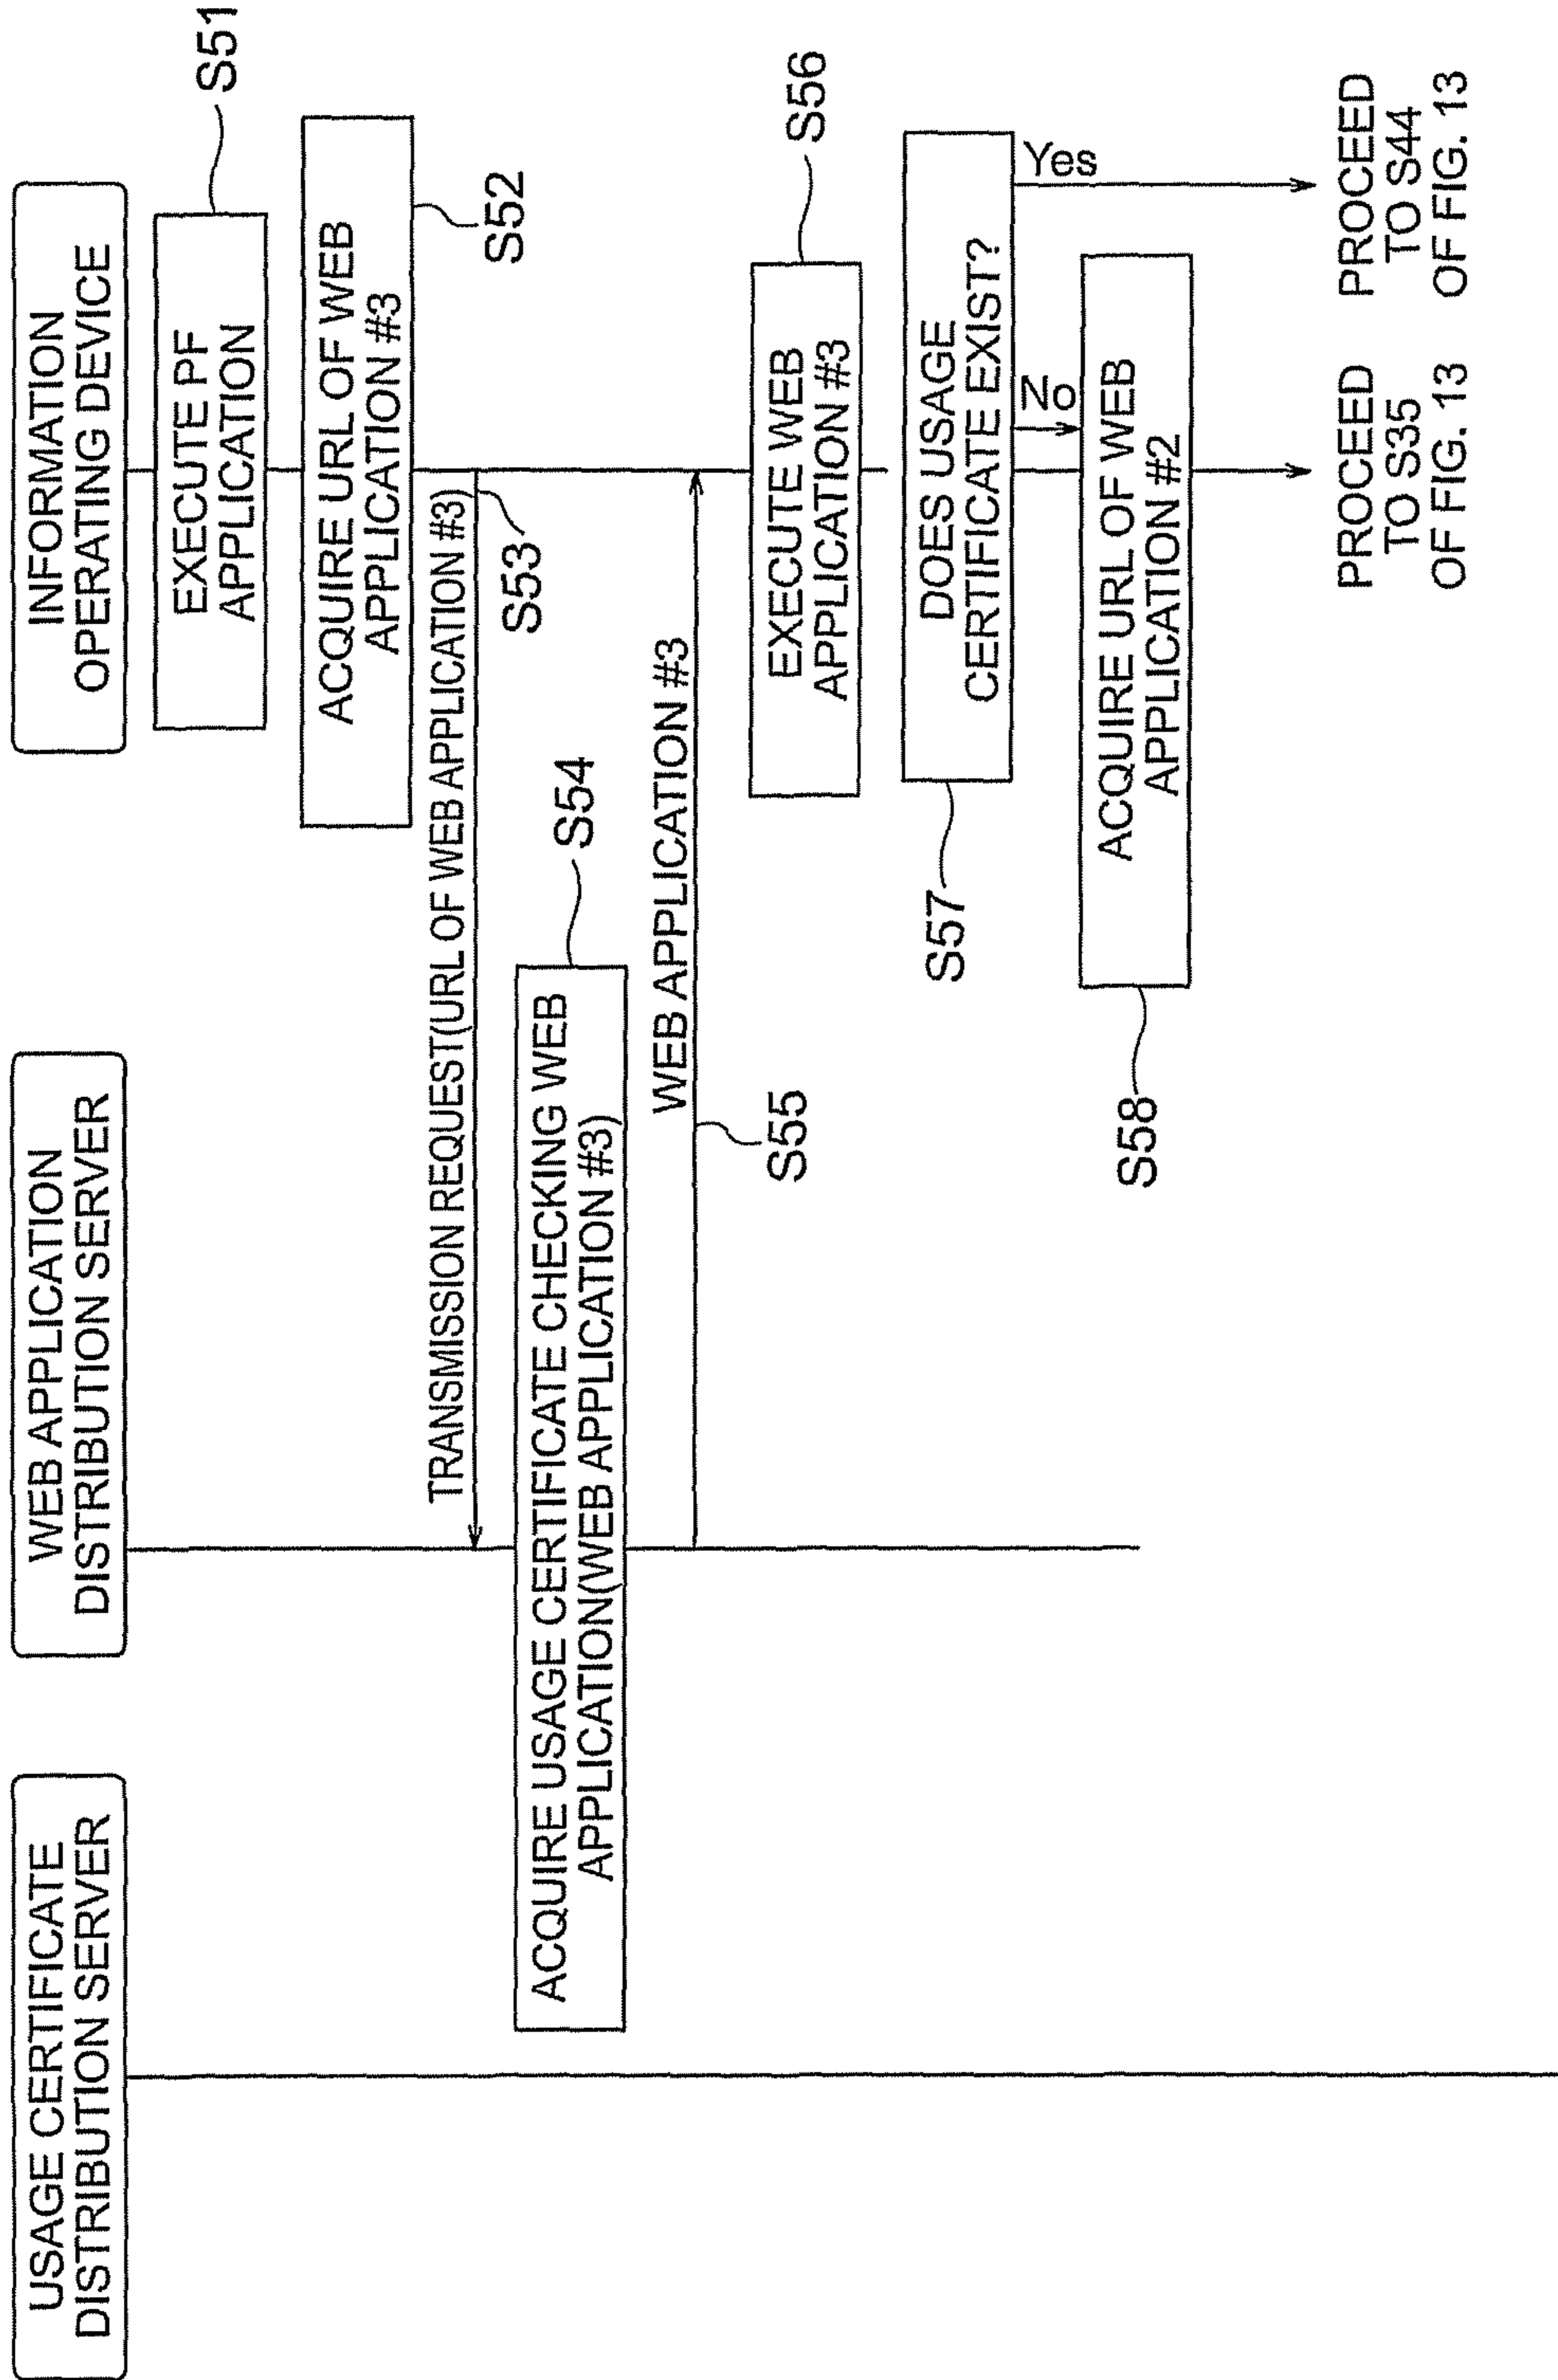 USAGE CERTIFICATE
DISTRIBUTION SERVER
WEB APPLICATION
DISTRIBUTION SERVER
INFORMATION
OPERATING DEVICE
EXECUTE PF
APPLICATION
S51
ACQUIRE URL OF WEB
APPLICATION #3
S52
TRANSMISSION REQUEST(URL OF WEB APPLICATION #3)
S53
ACQUIRE USAGE CERTIFICATE CHECKING WEB
APPLICATION(WEB APPLICATION #3)
S54
WEB APPLICATION #3
S55
EXECUTE WEB
APPLICATION #3
S56
DOES USAGE
CERTIFICATE EXIST?
S57
No
Yes
ACQUIRE URL OF WEB
APPLICATION #2
S58
PROCEED
TO S35
OF FIG. 13
PROCEED
TO S44
OF FIG. 13